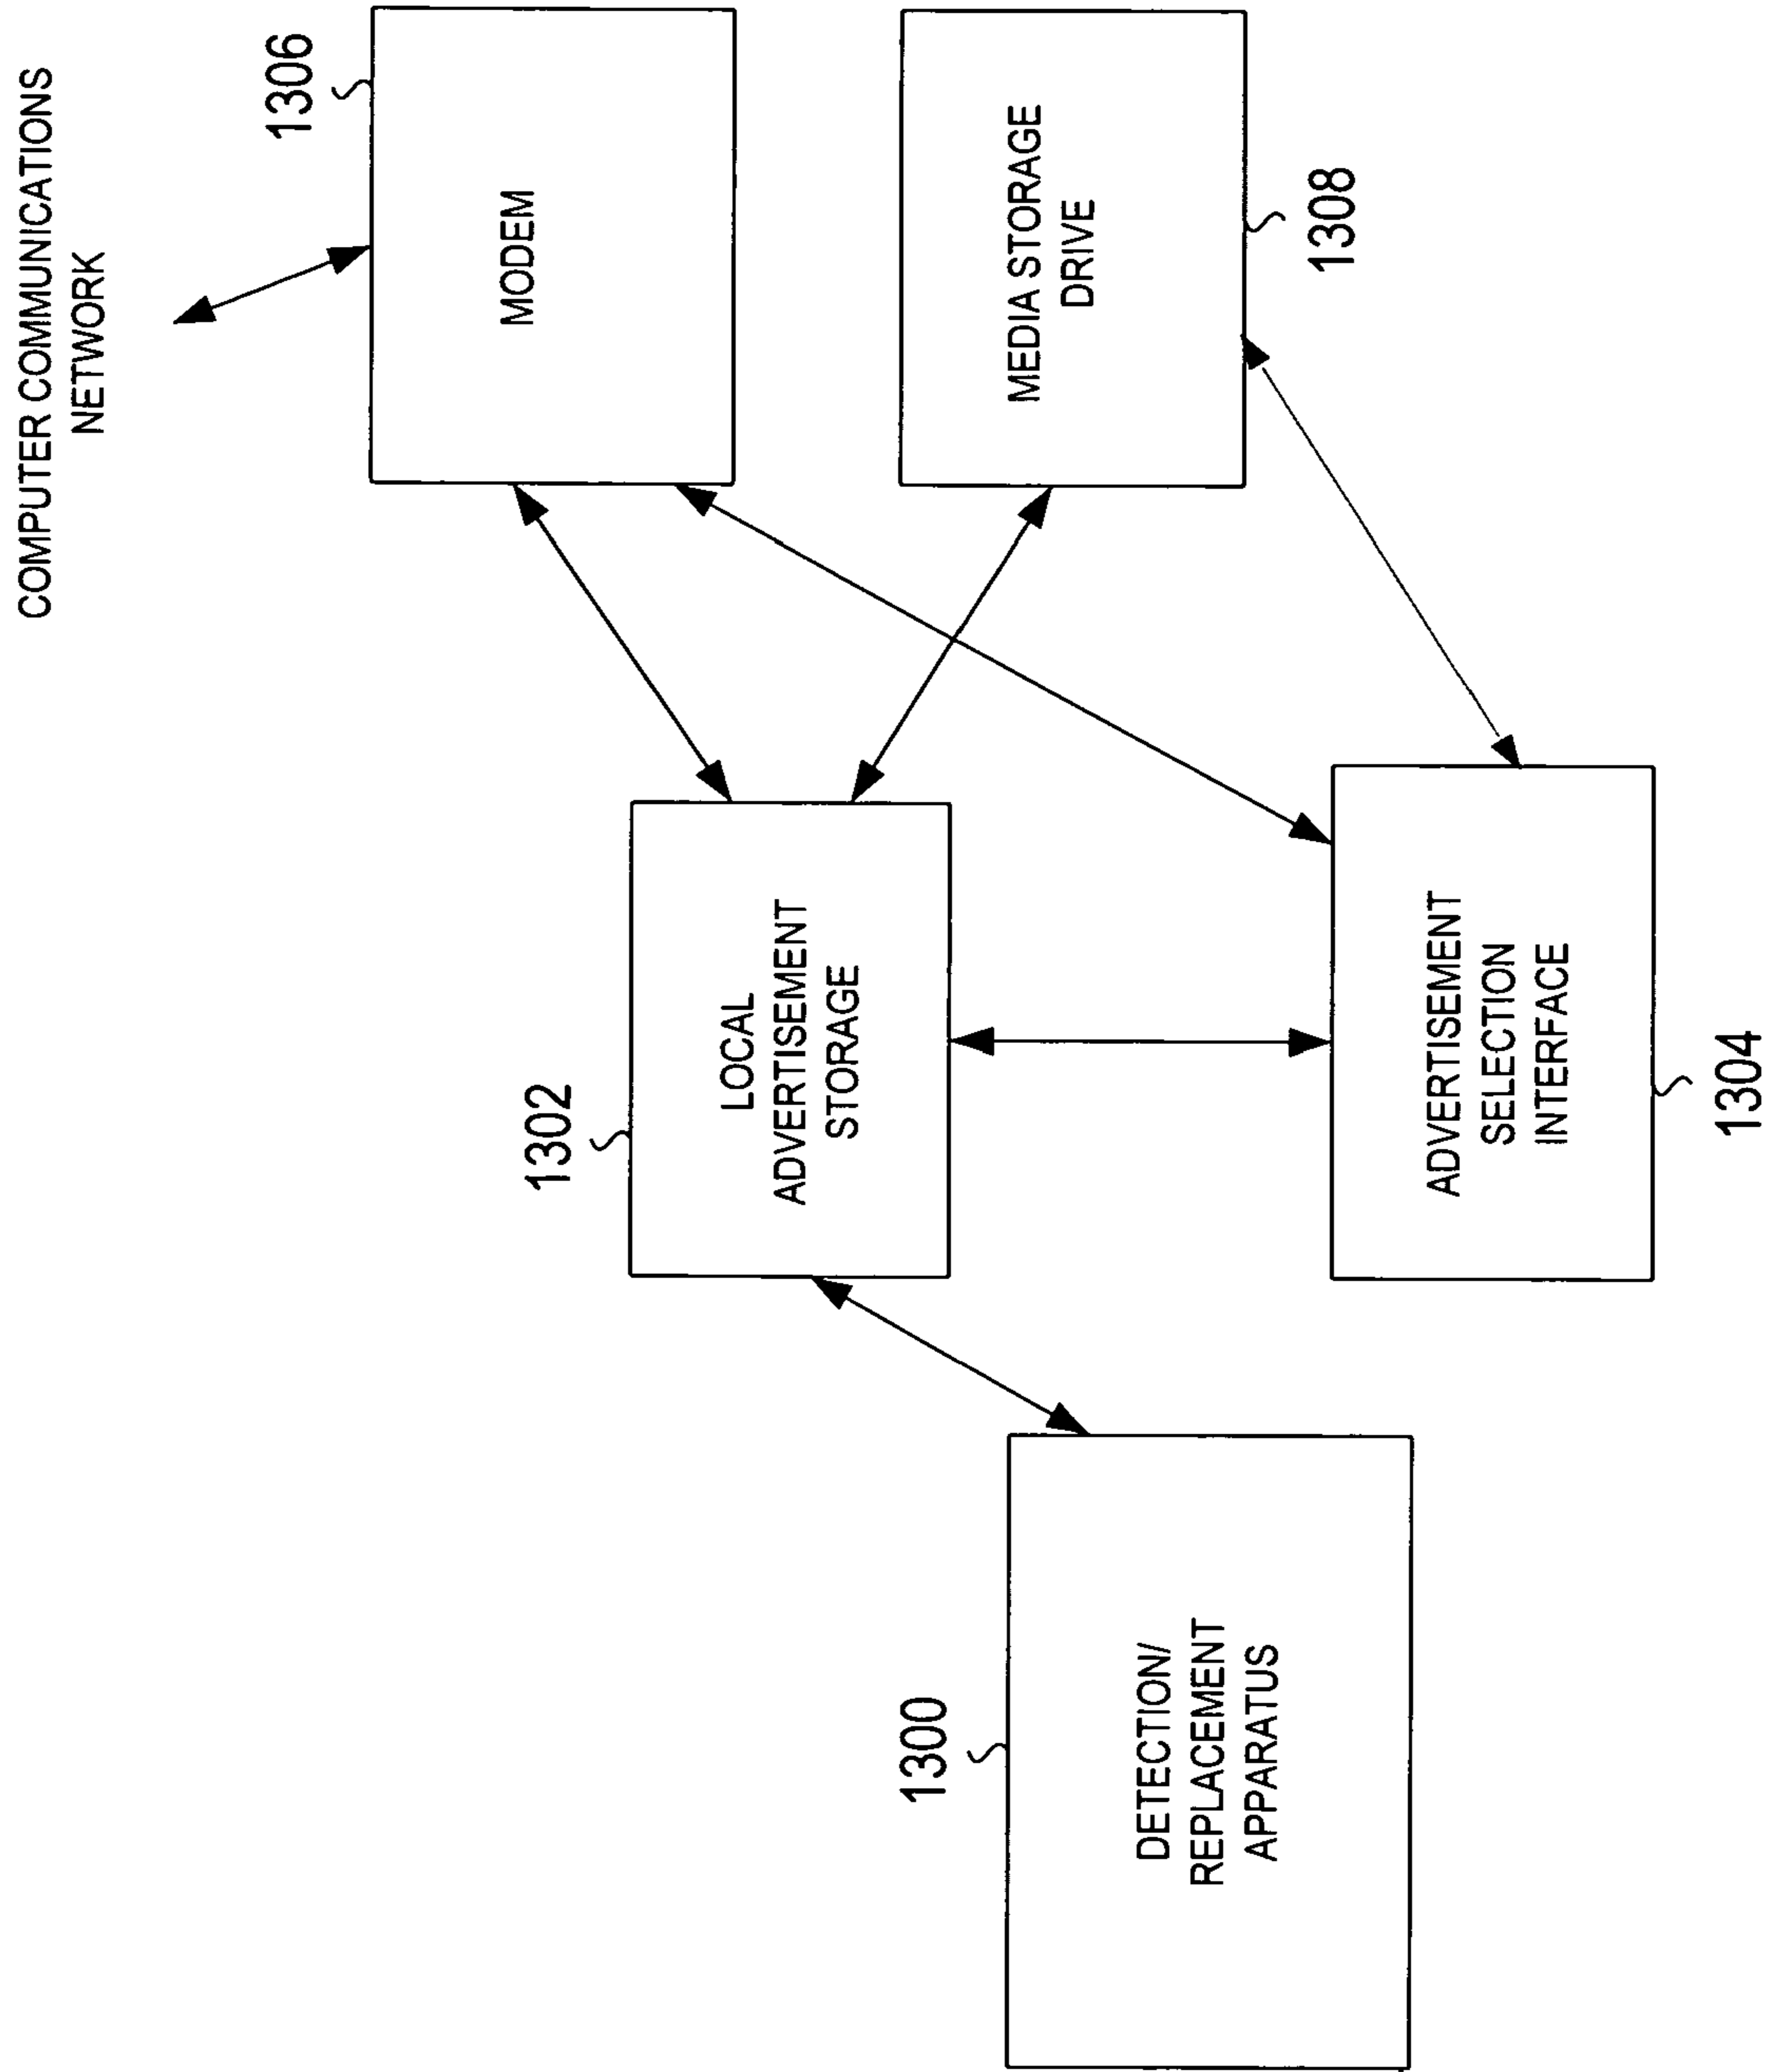 COMPUTER COMMUNICATIONS
NETWORK
1306
MODEM
MEDIA STORAGE
DRIVE
1308
1302
LOCAL
ADVERTISEMENT
STORAGE
ADVERTISEMENT
SELECTION
INTERFACE
1304
1300
DETECTION/
REPLACEMENT
APPARATUS